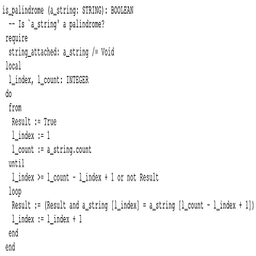 is_palindrome (a_string: STRING): BOOLEAN
-- Is `a_string' a palindrome?
require
string_attached: a_string /= Void
local
l_index, l_count: INTEGER
do
from
Result := True
l_index := 1
l_count := a_string.count
until
l_index >= l_count - l_index + 1 or not Result
loop
Result := (Result and a_string [l_index] = a_string [l_count - l_index + 1])
l_index := l_index + 1
end
end